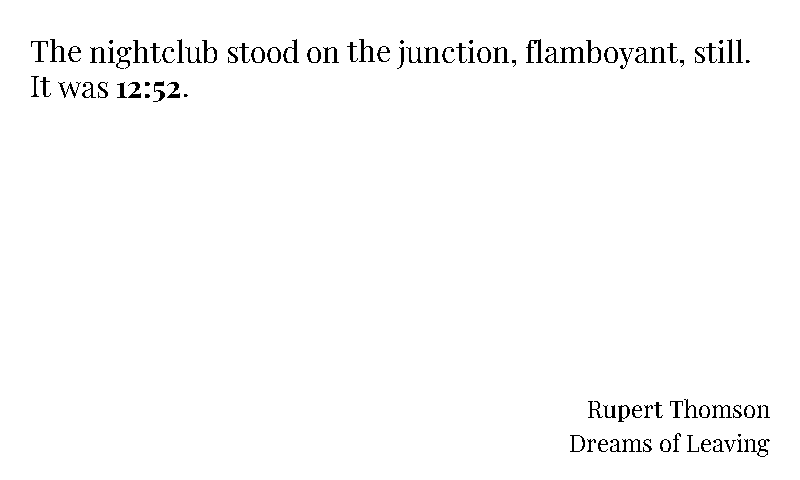 The nightclub stood on the junction, flamboyant, still.
It was 12:52.
Rupert Thomson
Dreams of Leaving